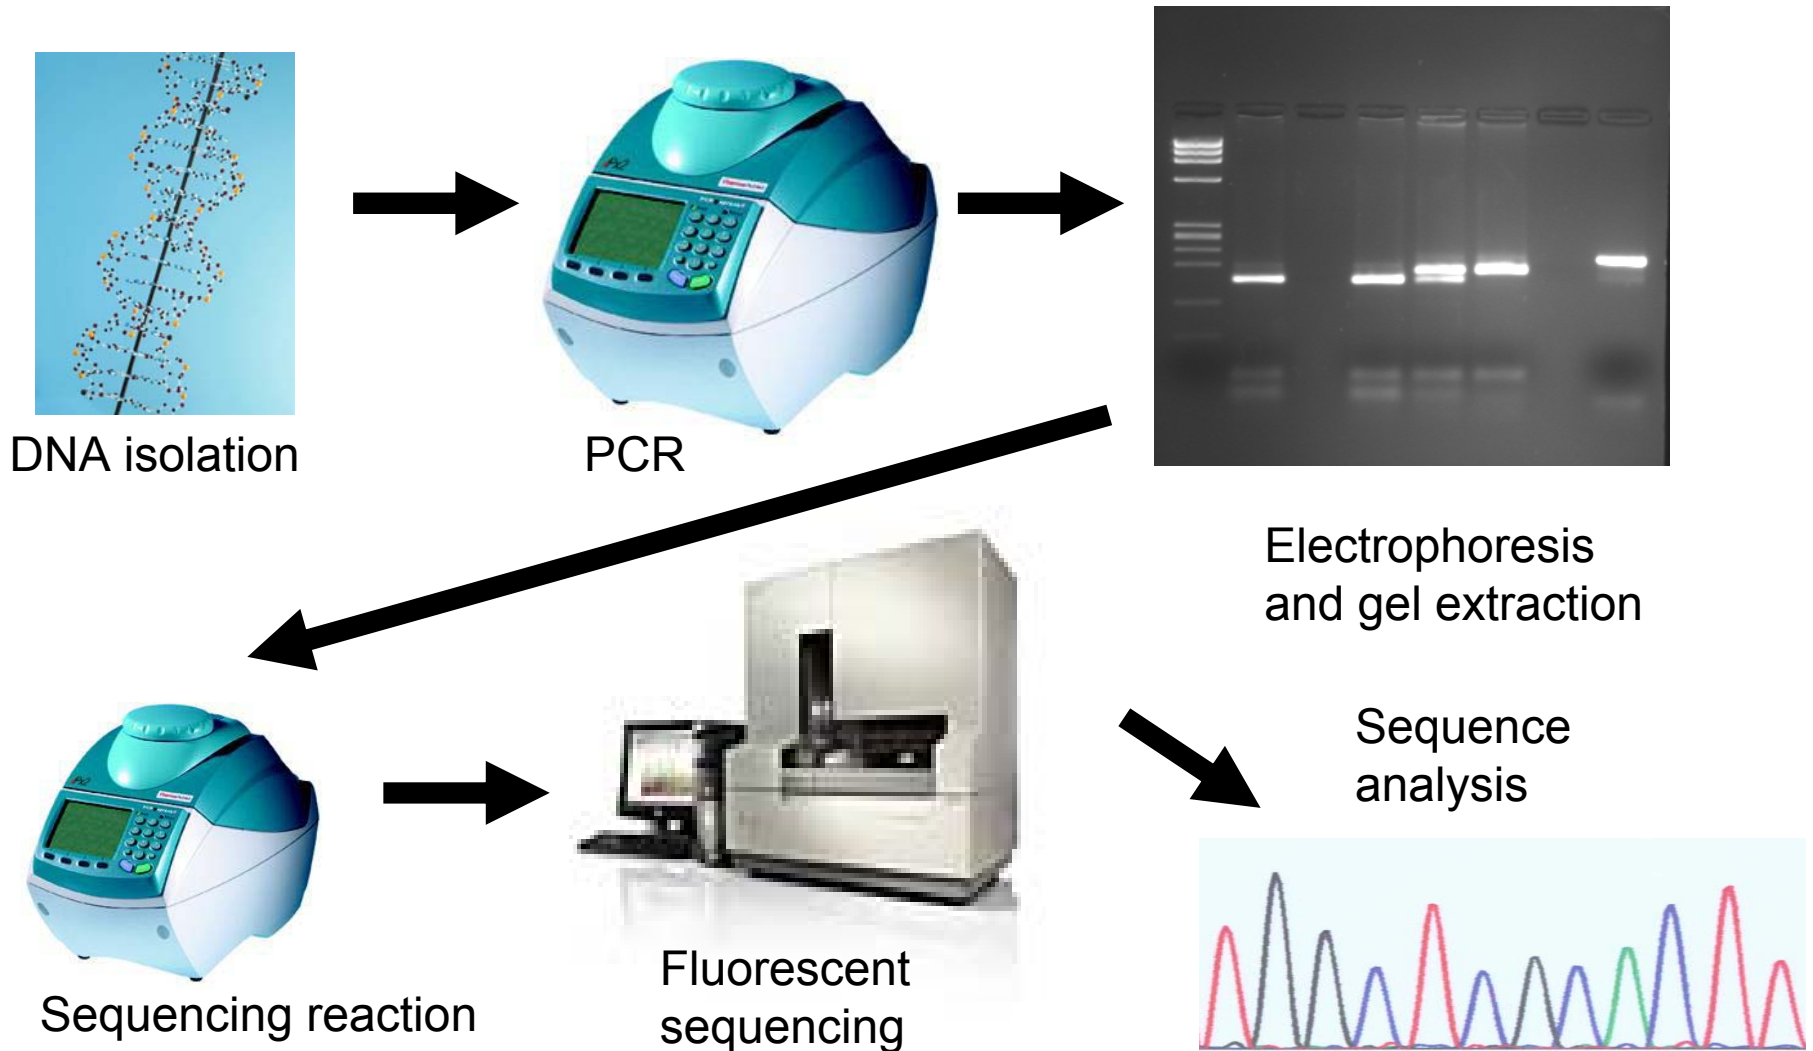 DNA isolation
PCR
Electrophoresis
and gel extraction
Sequencing reaction
Fluorescent
sequencing
Sequence
analysis